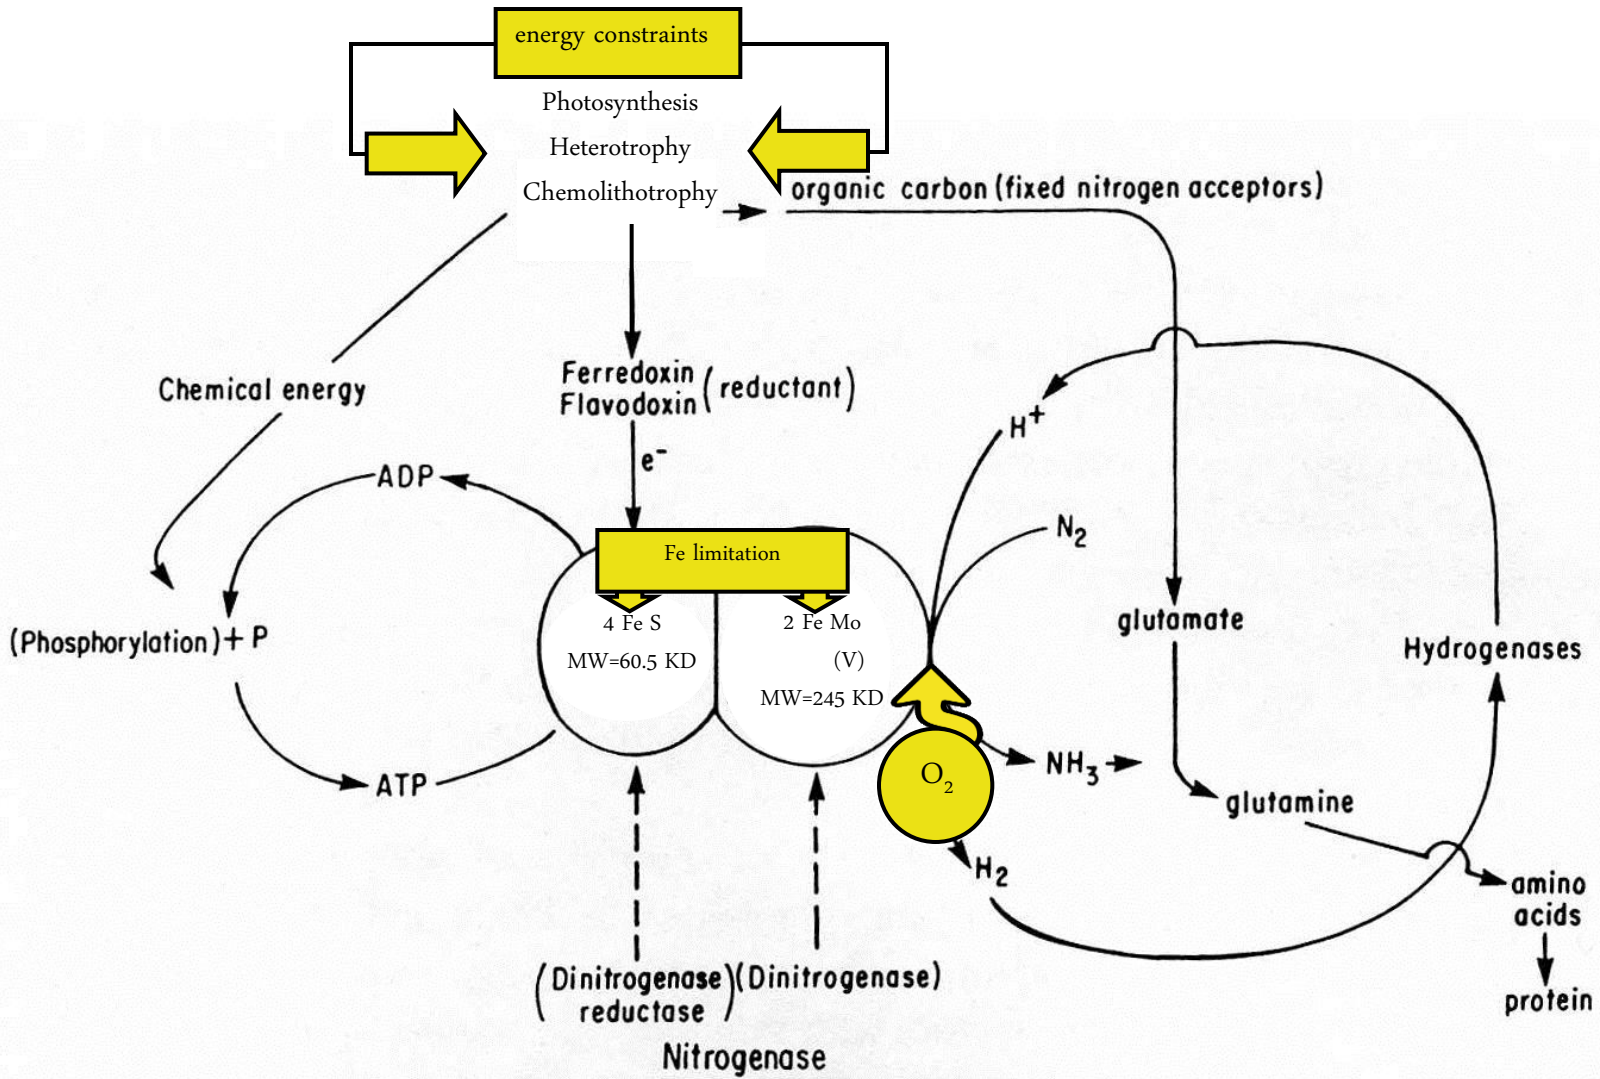 energy constraints
Photosynthesis
Heterotrophy
Chemolithotrophy
organic carbon (fixed nitrogen acceptors)
Chemical energy
Ferredoxin
Flavodoxin
(reductant)
e⁻
H⁺
ADP
N₂
Fe limitation
4 Fe S
MW=60.5 KD
2 Fe Mo
(V)
MW=245 KD
(Phosphorylation) + P
glutamate
Hydrogenases
O₂
NH₃
ATP
glutamine
H₂
amino
acids
protein
(Dinitrogenase
reductase)
(Dinitrogenase)
Nitrogenase